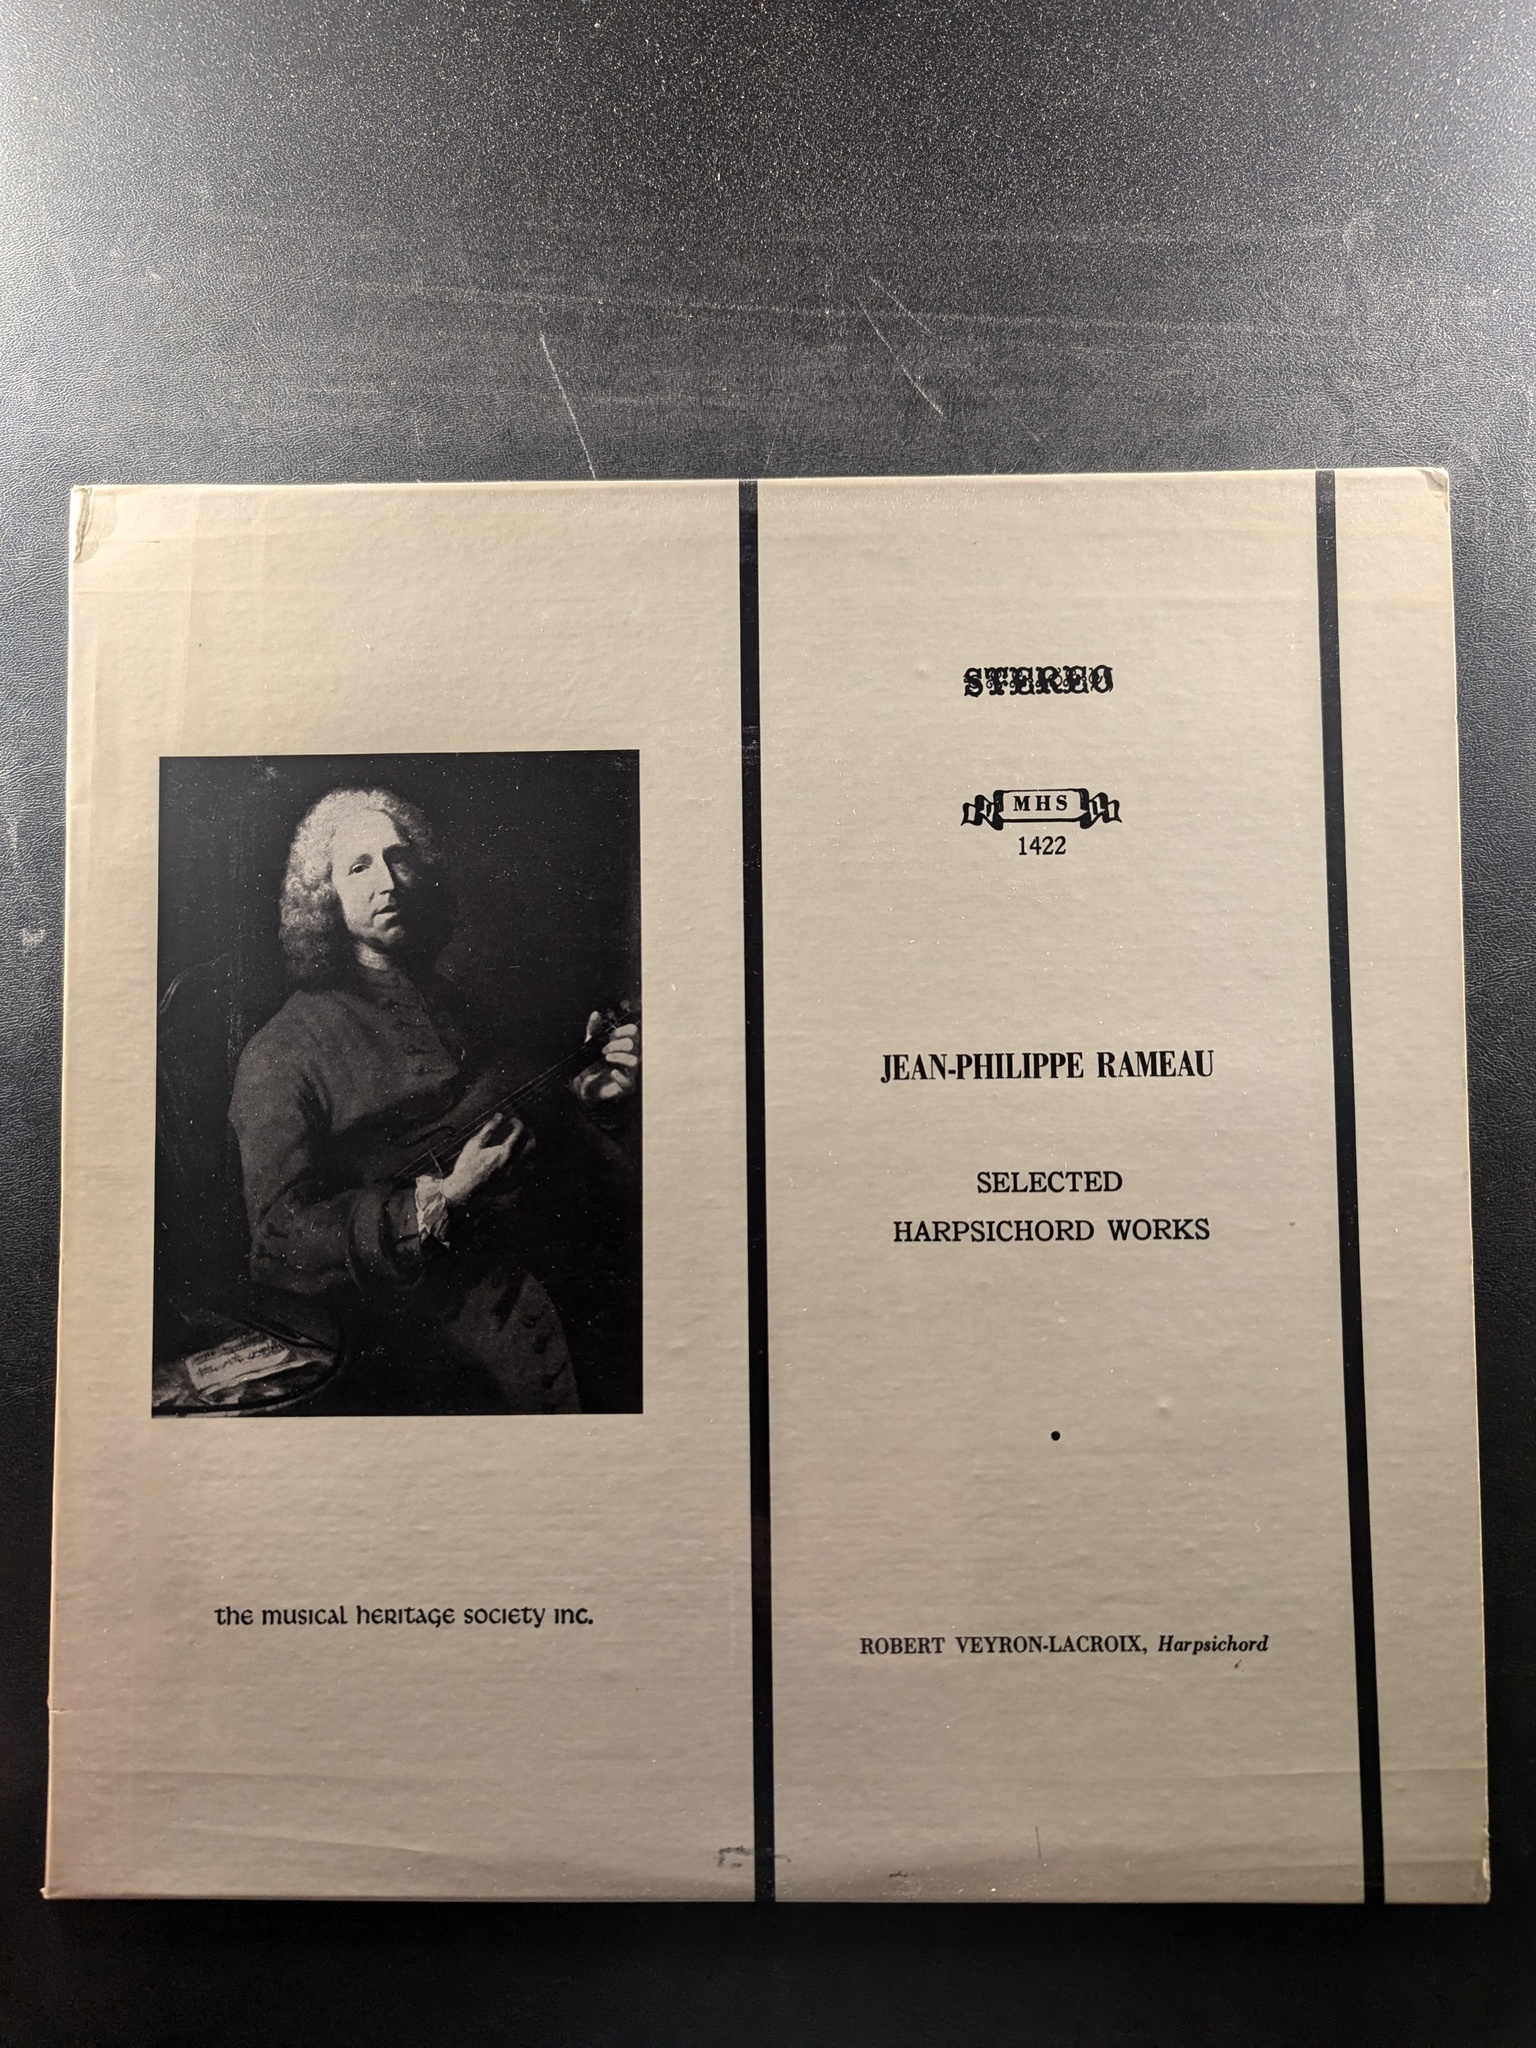 STEREO
MHS
1422
JEAN-PHILIPPE RAMEAU
SELECTED
HARPSICHORD WORKS
the musical heritage society inc.
ROBERT VEYRON-LACROIX, Harpsichord